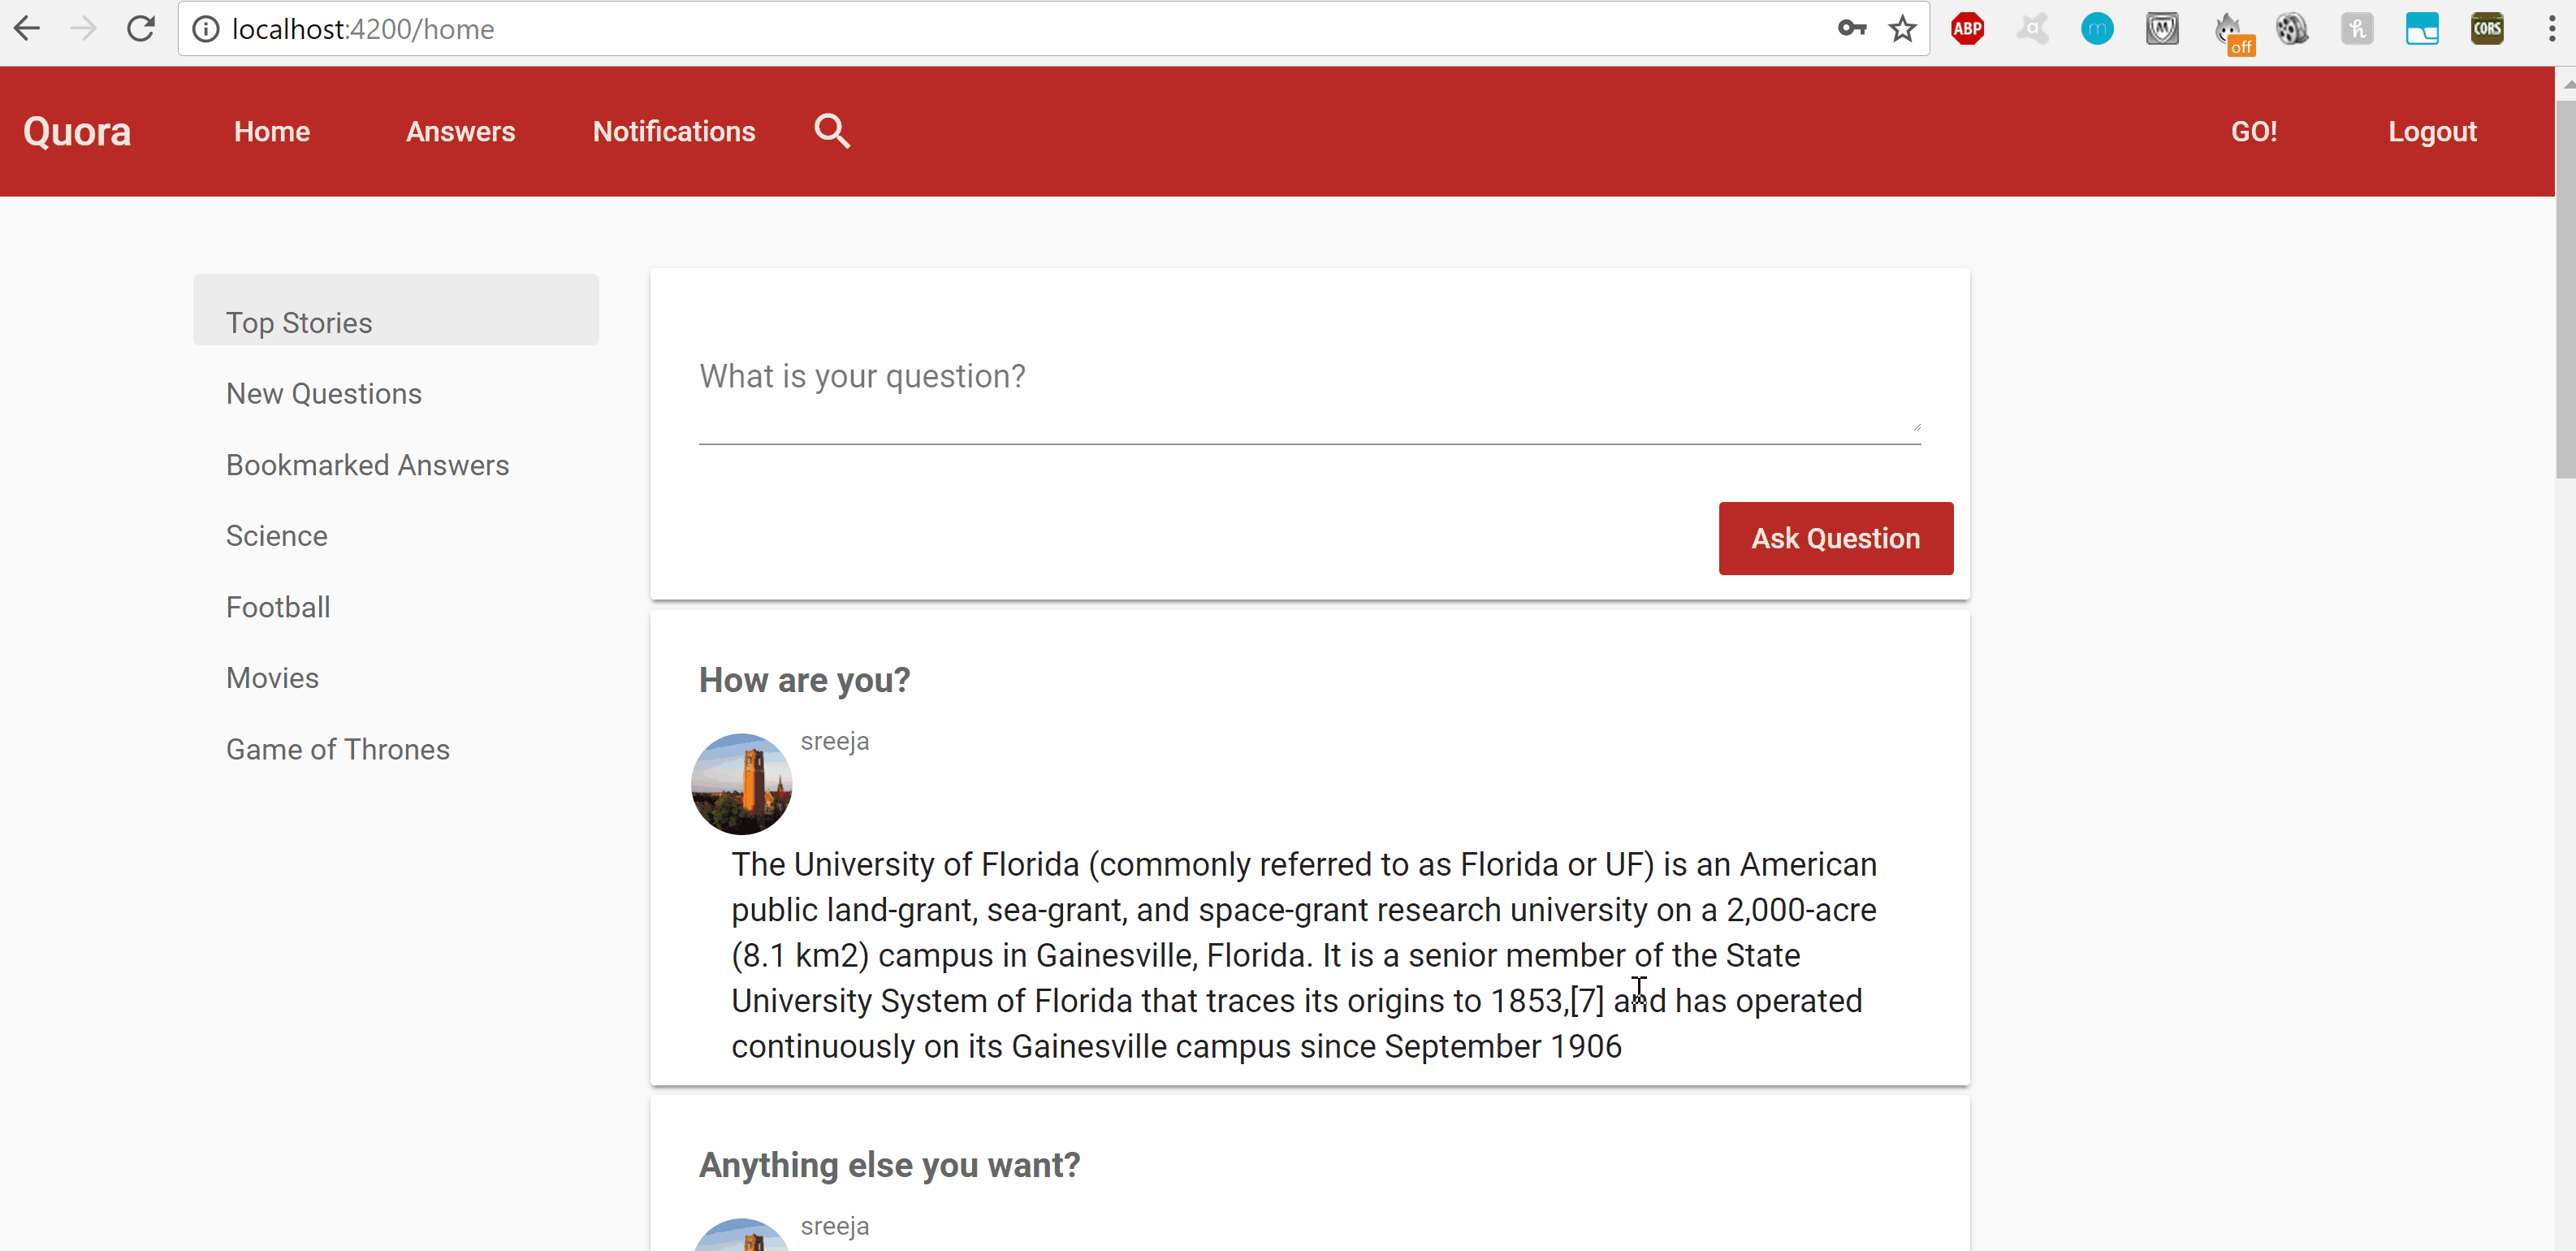 localhost:4200/home
ABP
a
m
M
off
h
CORS
Quora Home Answers Notifications GO! Logout
Top Stories
New Questions
Bookmarked Answers
Science
Football
Movies
Game of Thrones
What is your question?
Ask Question
How are you?
sreeja
The University of Florida (commonly referred to as Florida or UF) is an American
public land-grant, sea-grant, and space-grant research university on a 2,000-acre
(8.1 km2) campus in Gainesville, Florida. It is a senior member of the State
University System of Florida that traces its origins to 1853,[7] and has operated
continuously on its Gainesville campus since September 1906
Anything else you want?
sreeja